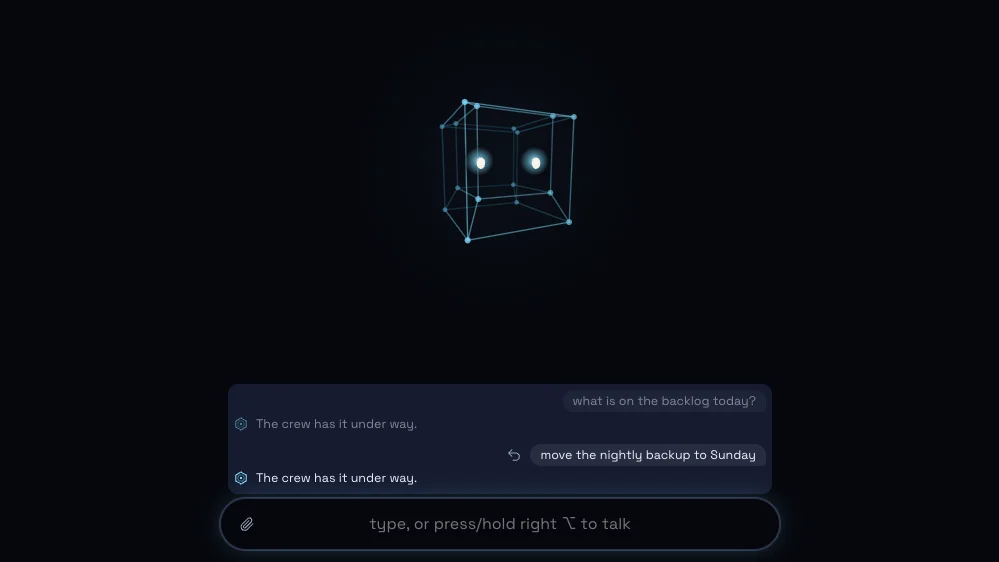 what is on the backlog today?
The crew has it under way.
move the nightly backup to Sunday
The crew has it under way.
type, or press/hold right ⌥ to talk